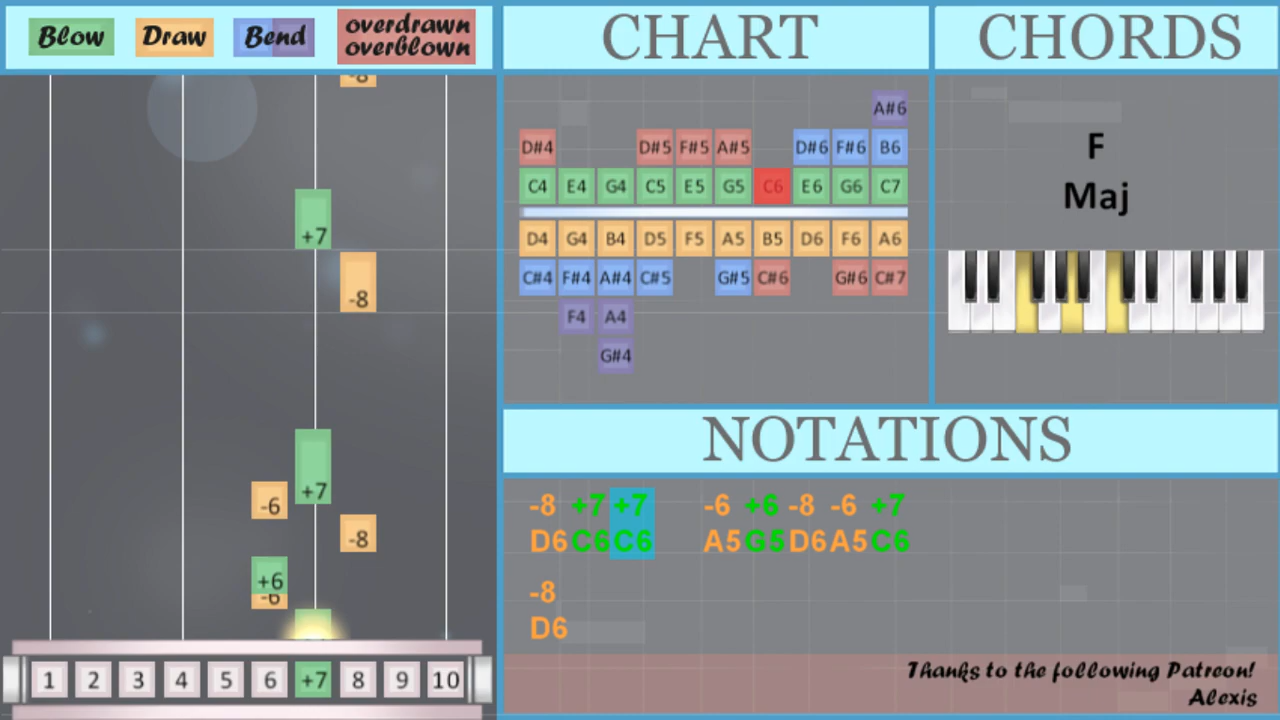 Blow Draw Bend overdrawn
overblown
CHART
CHORDS
-8
+7
-8
+7
-6
-8
+6
-6
1 2 3 4 5 6 +7 8 9 10
A#6
D#4 D#5 F#5 A#5 D#6 F#6 B6
C4 E4 G4 C5 E5 G5 C6 E6 G6 C7
D4 G4 B4 D5 F5 A5 B5 D6 F6 A6
C#4 F#4 A#4 C#5 G#5 C#6 G#6 C#7
F4 A4
G#4
F
Maj
NOTATIONS
-8 +7 +7 -6 +6 -8 -6 +7
D6 C6 C6 A5 G5 D6 A5 C6
-8
D6
Thanks to the following Patreon!
Alexis